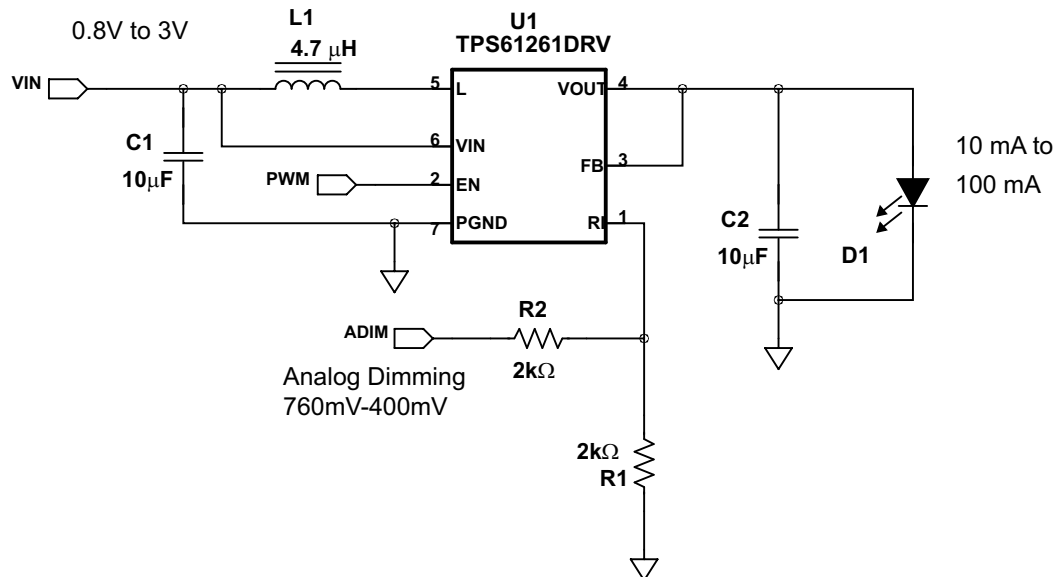 0.8V to 3V
L1
4.7 μH
U1
TPS61261DRV
VIN
5
L
VOUT
4
C1
10μF
6
VIN
FB
3
10 mA to
100 mA
PWM
2
EN
7
PGND
RI
1
C2
10μF
D1
ADIM
R2
2kΩ
Analog Dimming
760mV-400mV
2kΩ
R1